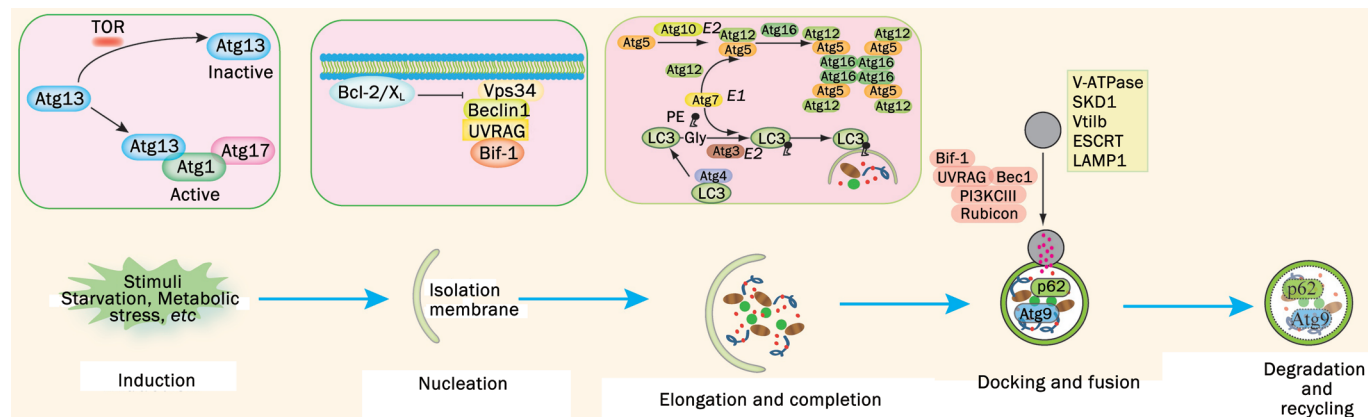 TOR
Atg13
Inactive
Atg13
Atg13
Atg17
Atg1
Active
Bcl-2/XL
Vps34
Beclin1
UVRAG
Bif-1
Atg10 E2
Atg5
Atg12
Atg5
Atg16
Atg12
Atg5
Atg16
Atg16
Atg5
Atg12
Atg12
Atg5
Atg16
Atg16
Atg5
Atg12
Atg12
Atg7
E1
PE
LC3
Gly
Atg3
E2
LC3
LC3
Atg4
LC3
V-ATPase
SKD1
Vtilb
ESCRT
LAMP1
Bif-1
UVRAG Bec1
PI3KCIII
Rubicon
Stimuli
Starvation, Metabolic
stress, etc
Isolation
membrane
p62
Atg9
p62
Atg9
Induction
Nucleation
Elongation and completion
Docking and fusion
Degradation
and
recycling